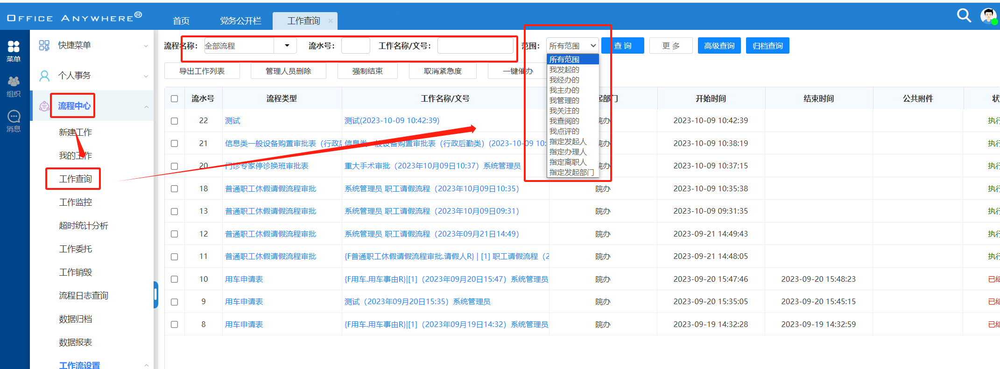 OFFICE ANYWHERE®
首页
党务公开栏
工作查询 ×
菜单
组织
消息
快捷菜单
个人事务
流程中心
新建工作
我的工作
工作查询
工作监控
超时统计分析
工作委托
工作销毁
流程日志查询
数据归档
数据报表
工作流设置
流程名称： 全部流程 流水号： 工作名称/文号： 范围： 所有范围 查 询 更 多 高级查询 归档查询
所有范围
我发起的
我经办的
我主办的
我管理的
我关注的
我查阅的
我点评的
指定发起人
指定办理人
指定离职人
指定发起部门
导出工作列表 管理人员删除 强制结束 取消紧急度 一键催办
流水号 流程类型 工作名称/文号 起部门 开始时间 结束时间 公共附件 状
22 测试 测试(2023-10-09 10:42:39) 院办 2023-10-09 10:42:39 执行
21 信息类一般设备购置审批表（行政后 信息类一般设备购置审批表（行政后勤类）(2023-10-09 10: 院办 2023-10-09 10:38:19 执行
20 门诊专家停诊换班审批表 重大手术审批（2023年10月09日10:37）系统管理员 院办 2023-10-09 10:37:15 执行
18 普通职工休假请假流程审批 系统管理员 职工请假流程（2023年10月09日10:35） 院办 2023-10-09 10:35:38 执行
13 普通职工休假请假流程审批 系统管理员 职工请假流程（2023年10月09日09:31） 院办 2023-10-09 09:31:35 执行
12 普通职工休假请假流程审批 系统管理员 职工请假流程（2023年09月21日14:49） 院办 2023-09-21 14:49:43 执行
11 普通职工休假请假流程审批 {F普通职工休假请假流程审批.请假人R} | [1] 职工请假流程（2 院办 2023-09-21 14:48:05 执行
10 用车申请表 {F用车.用车事由R}|[1]（2023年09月20日15:47）系统管理员 院办 2023-09-20 15:47:46 2023-09-20 15:48:23 已结
9 用车申请表 测试（2023年09月20日15:35）系统管理员 院办 2023-09-20 15:35:05 2023-09-20 15:45:15 已结
8 用车申请表 {F用车.用车事由R}|[1]（2023年09月19日14:32）系统管理员 院办 2023-09-19 14:32:28 2023-09-19 14:32:59 已结